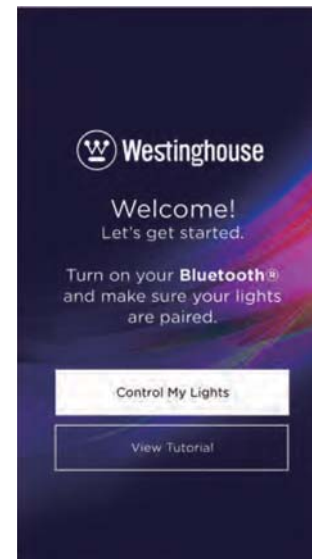 Westinghouse
Welcome!
Let's get started.
Turn on your Bluetooth®
and make sure your lights
are paired.
Control My Lights
View Tutorial